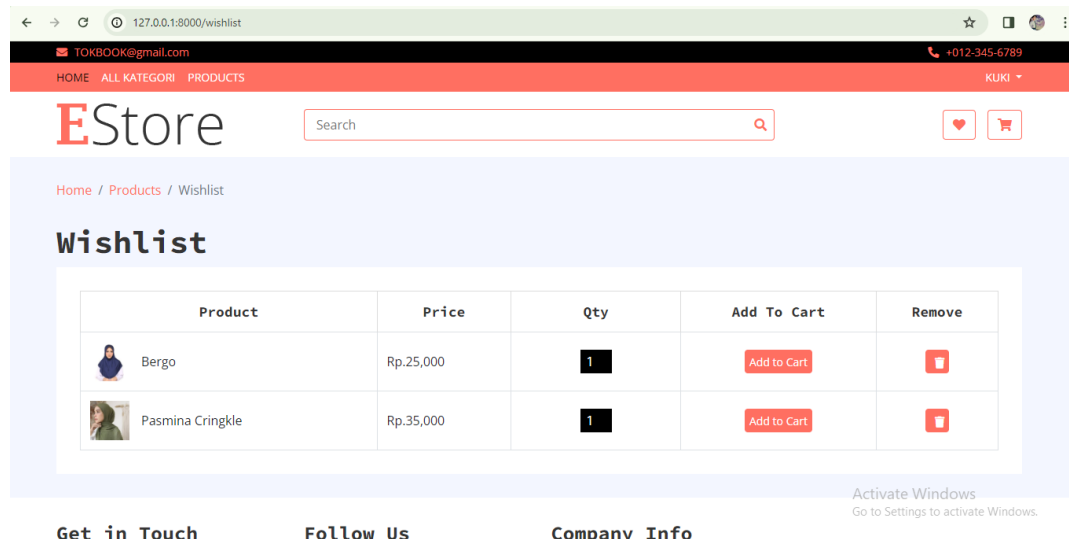 127.0.0.1:8000/wishlist
TOKBOOK@gmail.com +012-345-6789
HOME ALL KATEGORI PRODUCTS KUKI
EStore Search
Home / Products / Wishlist
Wishlist
Product Price Qty Add To Cart Remove
Bergo Rp.25,000 1 Add to Cart
Pasmina Cringkle Rp.35,000 1 Add to Cart
Activate Windows
Go to Settings to activate Windows.
Get in Touch Follow Us Company Info